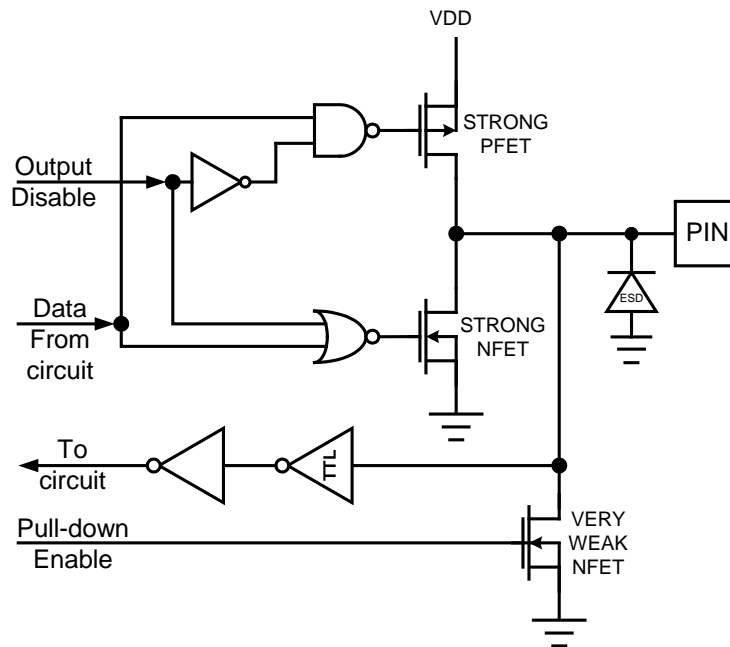 VDD
STRONG
PFET
Output
Disable
PIN
ESD
Data
From
circuit
STRONG
NFET
To
circuit
TTL
Pull-down
Enable
VERY
WEAK
NFET